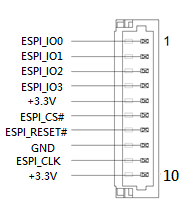 ESPI_IO0 1
ESPI_IO1
ESPI_IO2
ESPI_IO3
+3.3V
ESPI_CS#
ESPI_RESET#
GND
ESPI_CLK
+3.3V 10